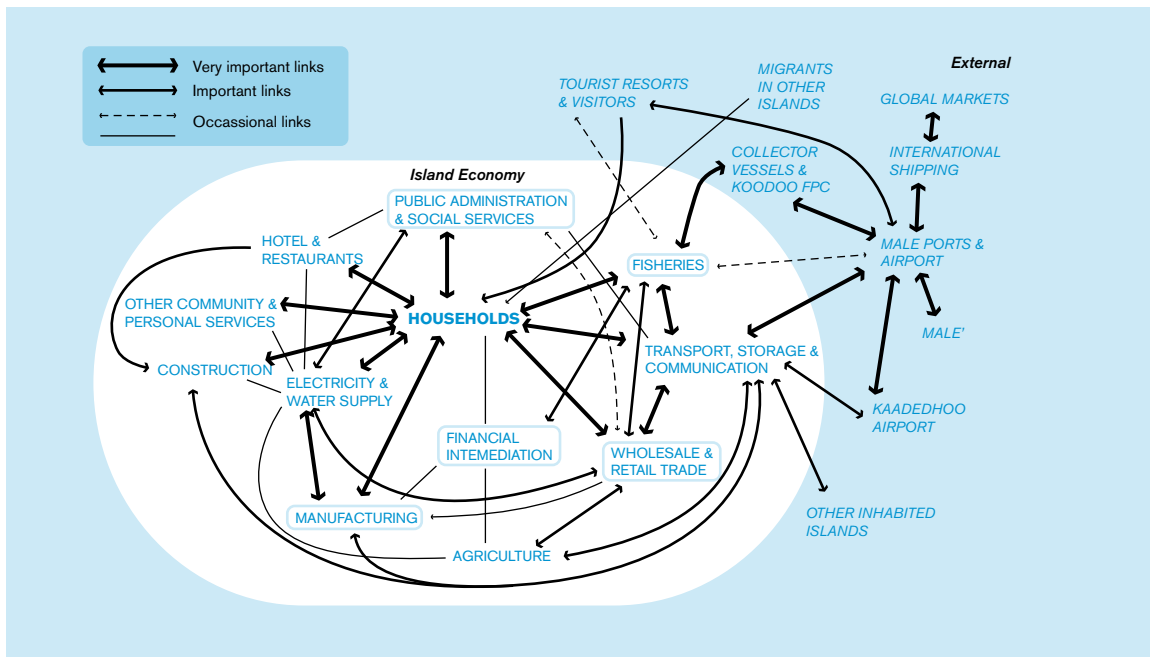 Very important links
Important links
Occassional links
External
TOURIST RESORTS
& VISITORS
MIGRANTS
IN OTHER
ISLANDS
GLOBAL MARKETS
COLLECTOR
VESSELS &
KOODOO FPC
INTERNATIONAL
SHIPPING
Island Economy
PUBLIC ADMINISTRATION
& SOCIAL SERVICES
HOTEL &
RESTAURANTS
FISHERIES
MALE PORTS &
AIRPORT
OTHER COMMUNITY &
PERSONAL SERVICES
HOUSEHOLDS
MALE'
TRANSPORT, STORAGE &
COMMUNICATION
CONSTRUCTION
ELECTRICITY &
WATER SUPPLY
KAADEDHOO
AIRPORT
FINANCIAL
INTEMEDIATION
WHOLESALE &
RETAIL TRADE
MANUFACTURING
OTHER INHABITED
ISLANDS
AGRICULTURE